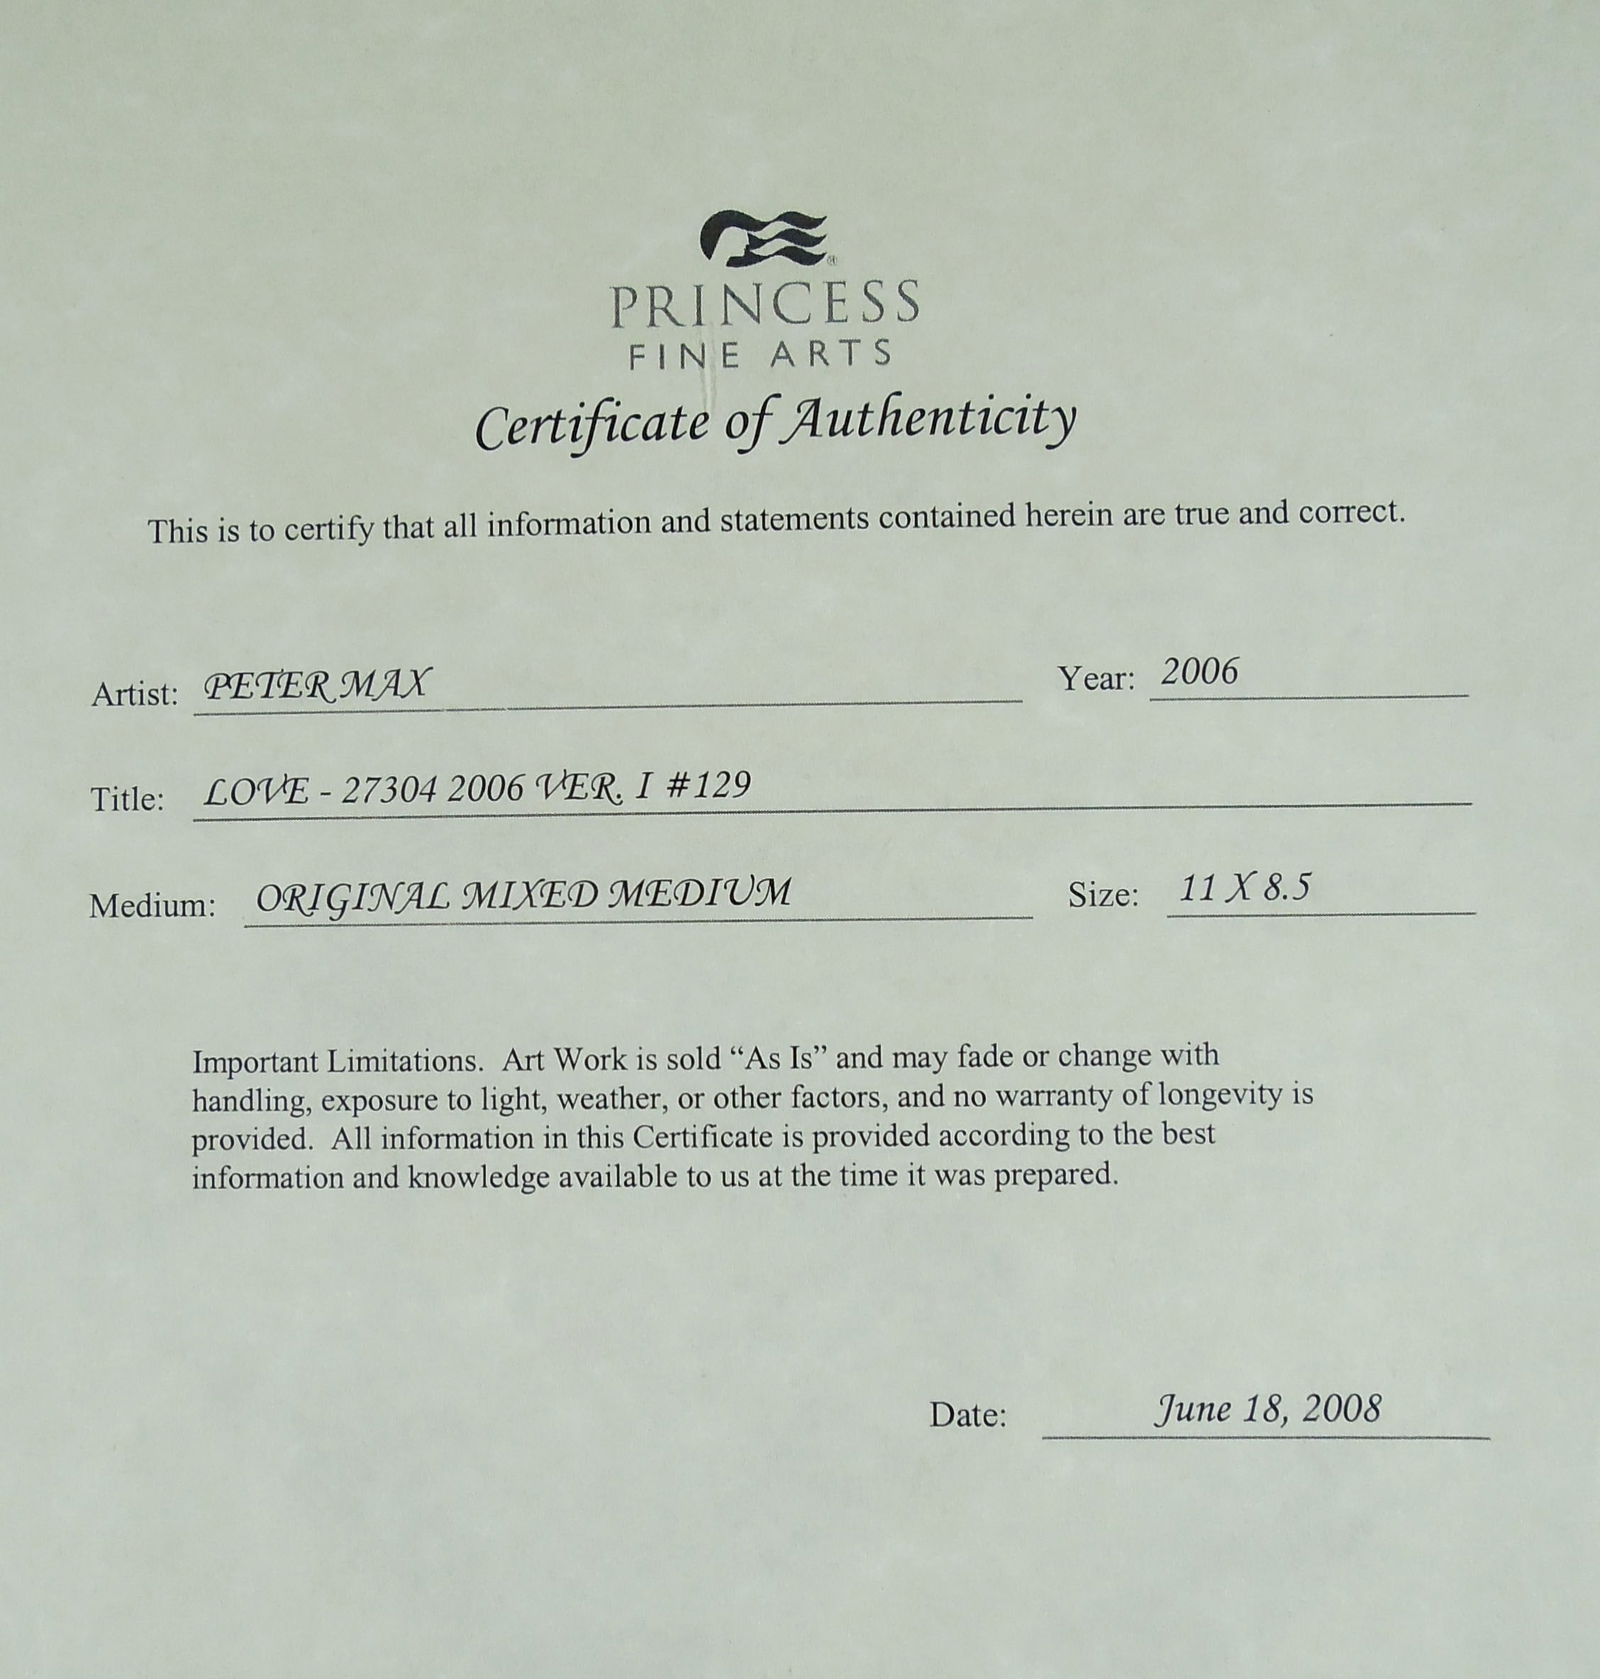 PRINCESS
FINE ARTS
Certificate of Authenticity
This is to certify that all information and statements contained herein are true and correct.
Artist: PETER MAX Year: 2006
Title: LOVE - 27304 2006 VER. I #129
Medium: ORIGINAL MIXED MEDIUM Size: 11 X 8.5
Important Limitations. Art Work is sold “As Is” and may fade or change with
handling, exposure to light, weather, or other factors, and no warranty of longevity is
provided. All information in this Certificate is provided according to the best
information and knowledge available to us at the time it was prepared.
Date: June 18, 2008